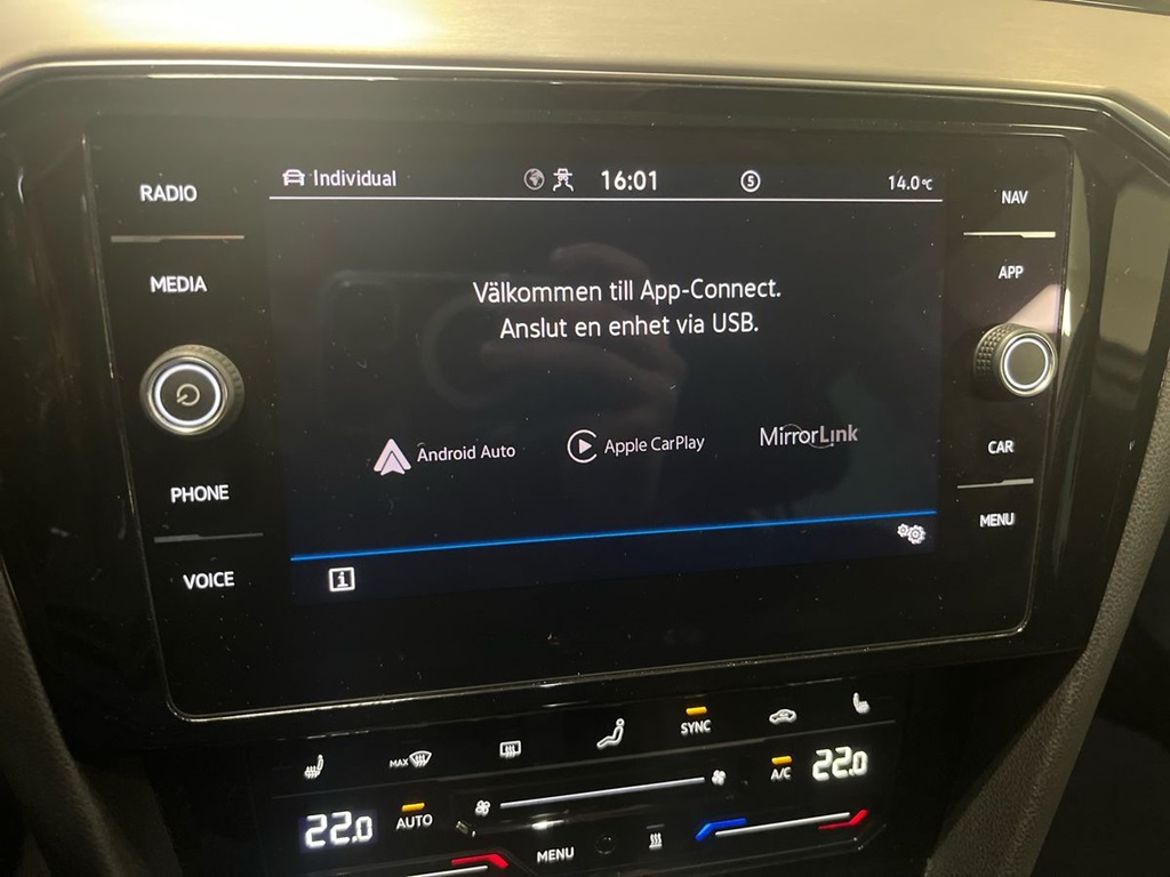 RADIO
MEDIA
PHONE
VOICE
Individual
16:01
5
14.0°C
Välkommen till App-Connect.
Anslut en enhet via USB.
Android Auto
Apple CarPlay
MirrorLink
i
NAV
APP
CAR
MENU
MAX
SYNC
A/C
22.0
22.0
AUTO
MENU